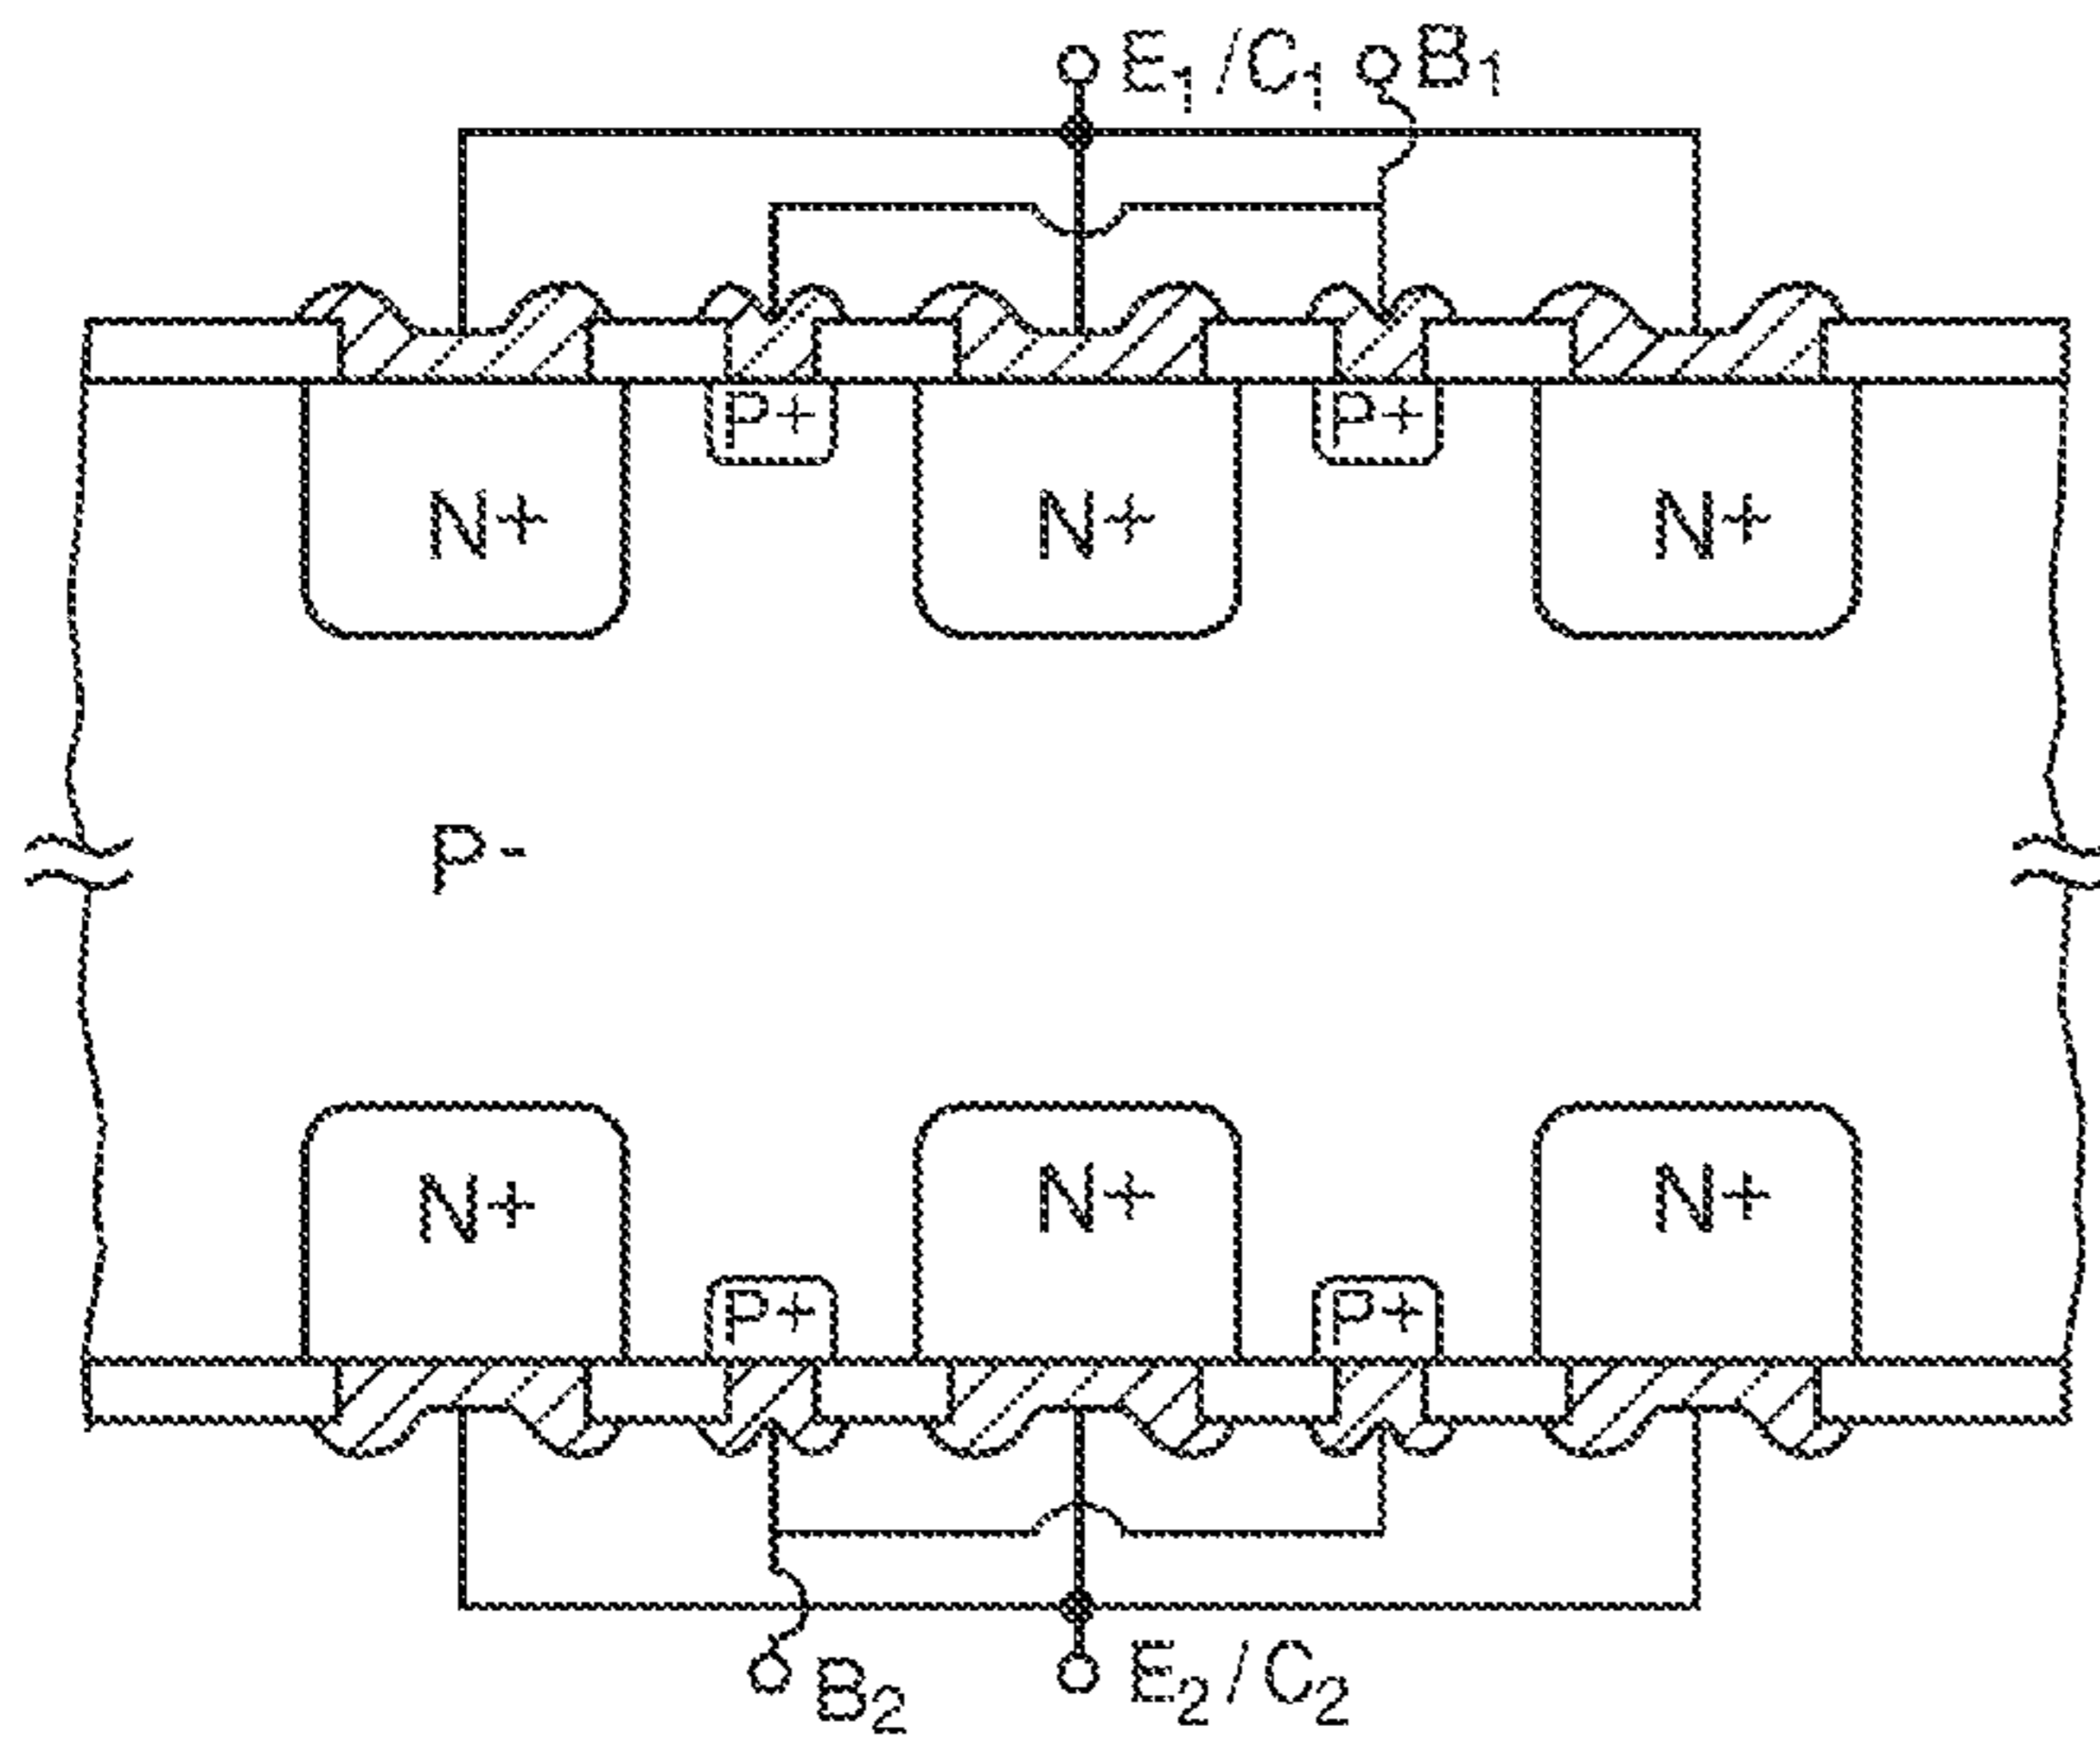 E1/C1 B1
P+ P+
N+ N+ N+
P-
N+ N+ N+
P+ P+
B2 E2/C2